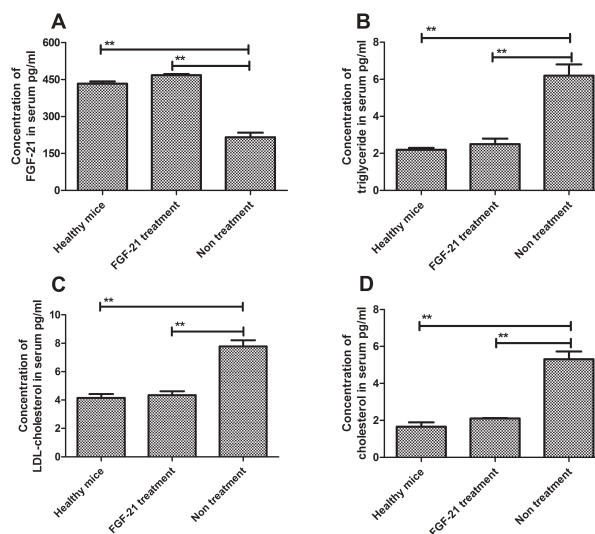 A
Concentration of
FGF-21 in serum pg/ml
600
450
300
150
0
**
**
Healthy mice
FGF-21 treatment
Non treatment
B
Concentration of
triglyceride in serum pg/ml
8
6
4
2
0
**
**
Healthy mice
FGF-21 treatment
Non treatment
C
Concentration of
LDL-cholesterol in serum pg/ml
10
8
6
4
2
0
**
**
Healthy mice
FGF-21 treatment
Non treatment
D
Concentration of
cholesterol in serum pg/ml
8
6
4
2
0
**
**
Healthy mice
FGF-21 treatment
Non treatment